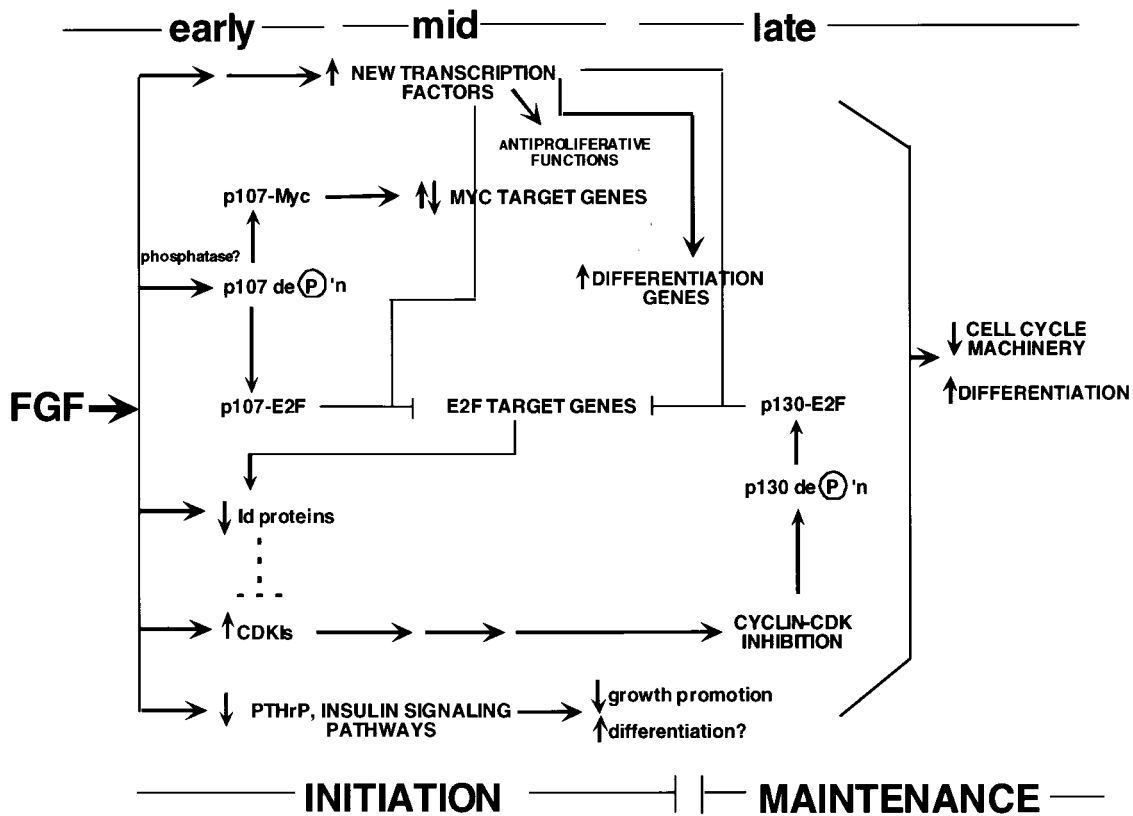 early mid late
NEW TRANSCRIPTION
FACTORS
ANTIPROLIFERATIVE
FUNCTIONS
p107-Myc
MYC TARGET GENES
phosphatase?
p107 de P 'n
DIFFERENTIATION
GENES
CELL CYCLE
MACHINERY
DIFFERENTIATION
FGF
p107-E2F
E2F TARGET GENES
p130-E2F
p130 de P 'n
Id proteins
CDKIs
CYCLIN-CDK
INHIBITION
PTHrP, INSULIN SIGNALING
PATHWAYS
growth promotion
differentiation?
INITIATION MAINTENANCE